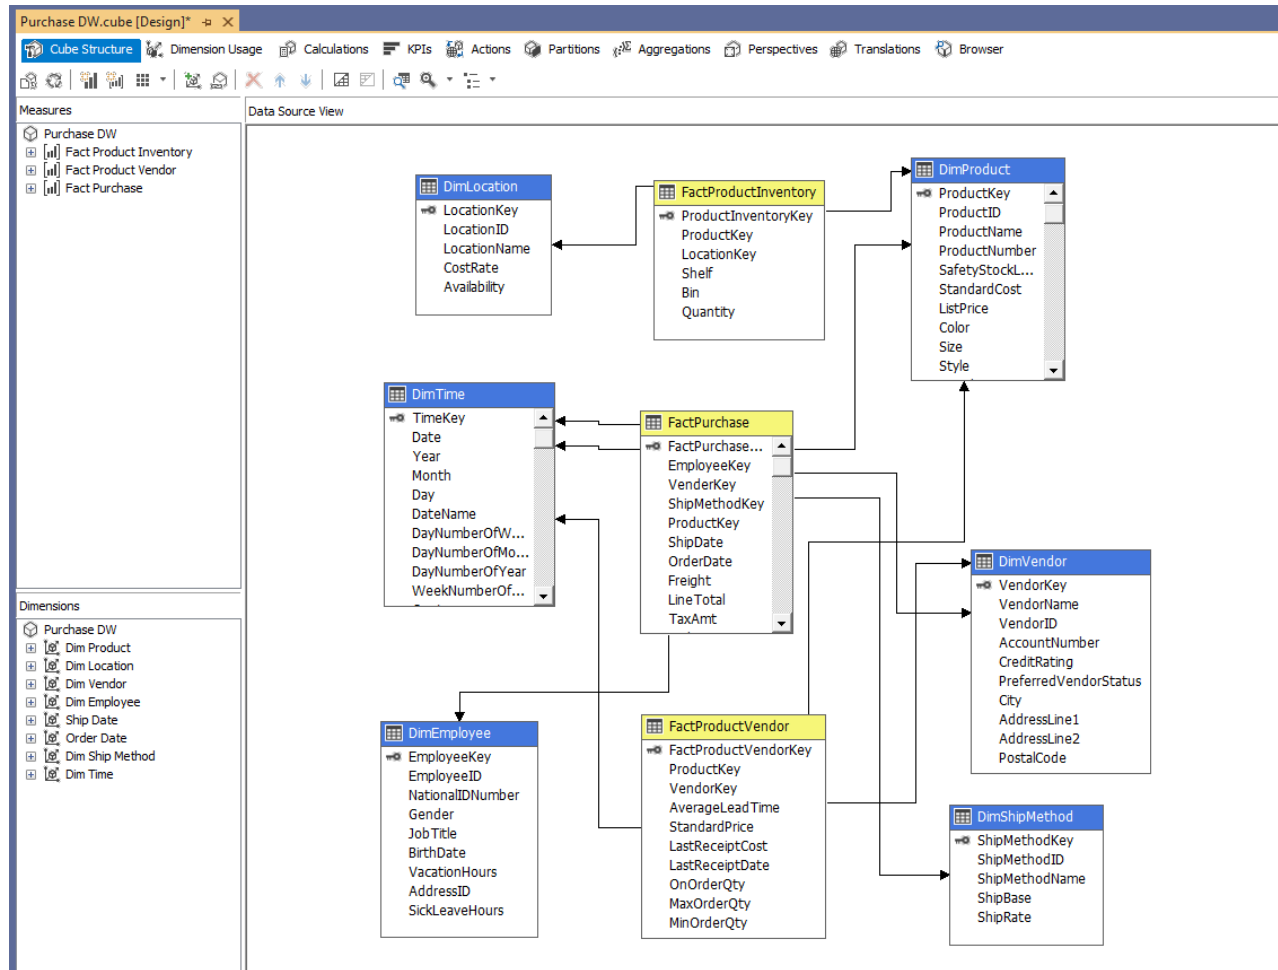 Purchase DW.cube [Design]*
Cube Structure Dimension Usage Calculations KPIs Actions Partitions Aggregations Perspectives Translations Browser
Measures
Purchase DW
Fact Product Inventory
Fact Product Vendor
Fact Purchase
Dimensions
Purchase DW
Dim Product
Dim Location
Dim Vendor
Dim Employee
Ship Date
Order Date
Dim Ship Method
Dim Time
Data Source View
DimLocation
LocationKey
LocationID
LocationName
CostRate
Availability
FactProductInventory
ProductInventoryKey
ProductKey
LocationKey
Shelf
Bin
Quantity
DimProduct
ProductKey
ProductID
ProductName
ProductNumber
SafetyStockL...
StandardCost
ListPrice
Color
Size
Style
DimTime
TimeKey
Date
Year
Month
Day
DateName
DayNumberOfW...
DayNumberOfMo...
DayNumberOfYear
WeekNumberOf...
FactPurchase
FactPurchase...
EmployeeKey
VenderKey
ShipMethodKey
ProductKey
ShipDate
OrderDate
Freight
LineTotal
TaxAmt
DimVendor
VendorKey
VendorName
VendorID
AccountNumber
CreditRating
PreferredVendorStatus
City
AddressLine1
AddressLine2
PostalCode
DimEmployee
EmployeeKey
EmployeeID
NationalIDNumber
Gender
JobTitle
BirthDate
VacationHours
AddressID
SickLeaveHours
FactProductVendor
FactProductVendorKey
ProductKey
VendorKey
AverageLeadTime
StandardPrice
LastReceiptCost
LastReceiptDate
OnOrderQty
MaxOrderQty
MinOrderQty
DimShipMethod
ShipMethodKey
ShipMethodID
ShipMethodName
ShipBase
ShipRate